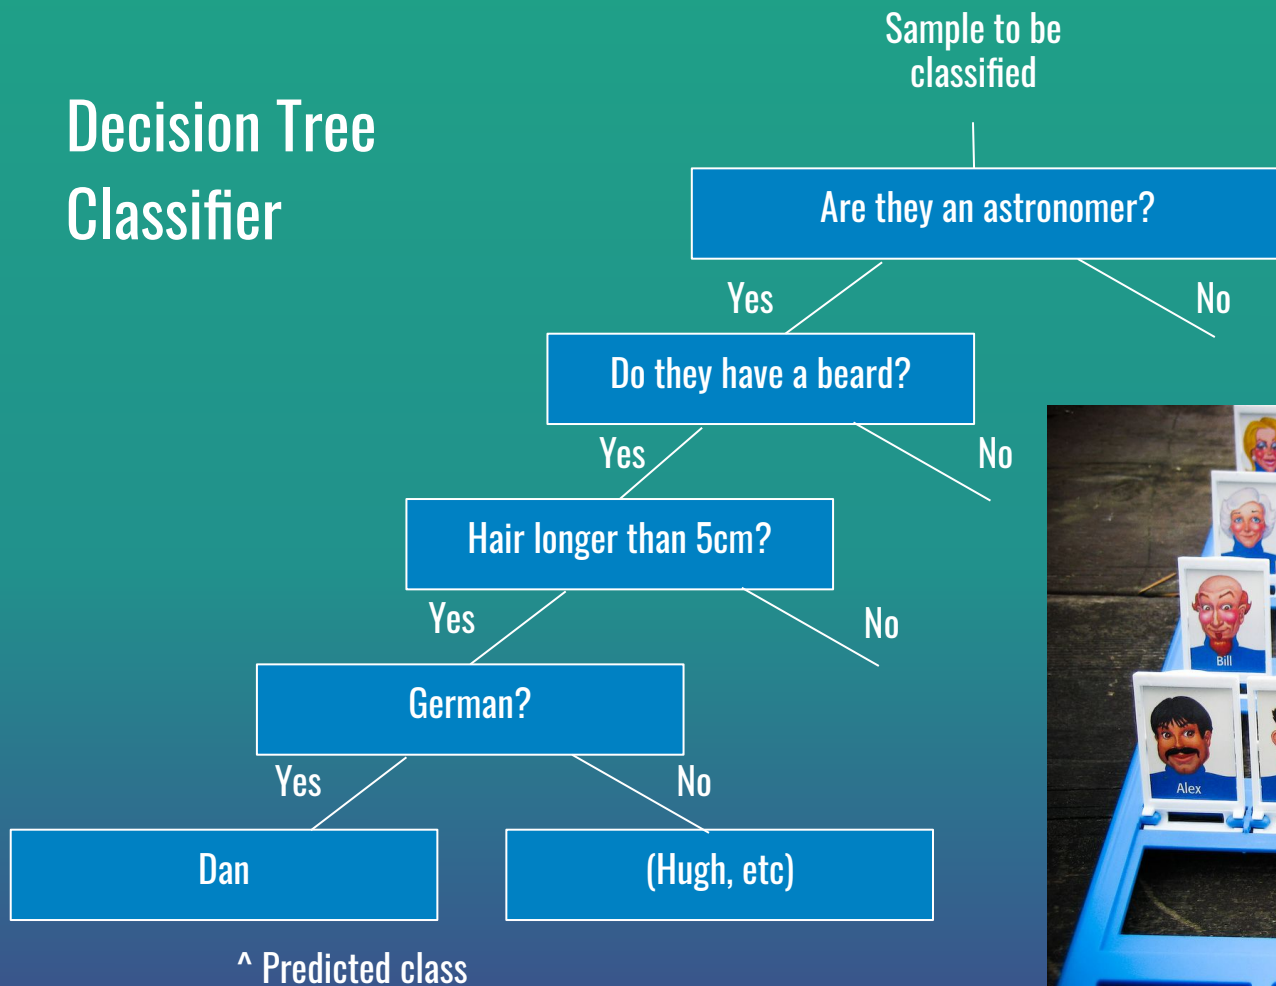 Sample to be
classified
Decision Tree
Classifier
Are they an astronomer?
Yes
No
Do they have a beard?
Yes
No
Hair longer than 5cm?
Yes
No
German?
Yes
No
Dan
(Hugh, etc)
^ Predicted class
Bill
Alex